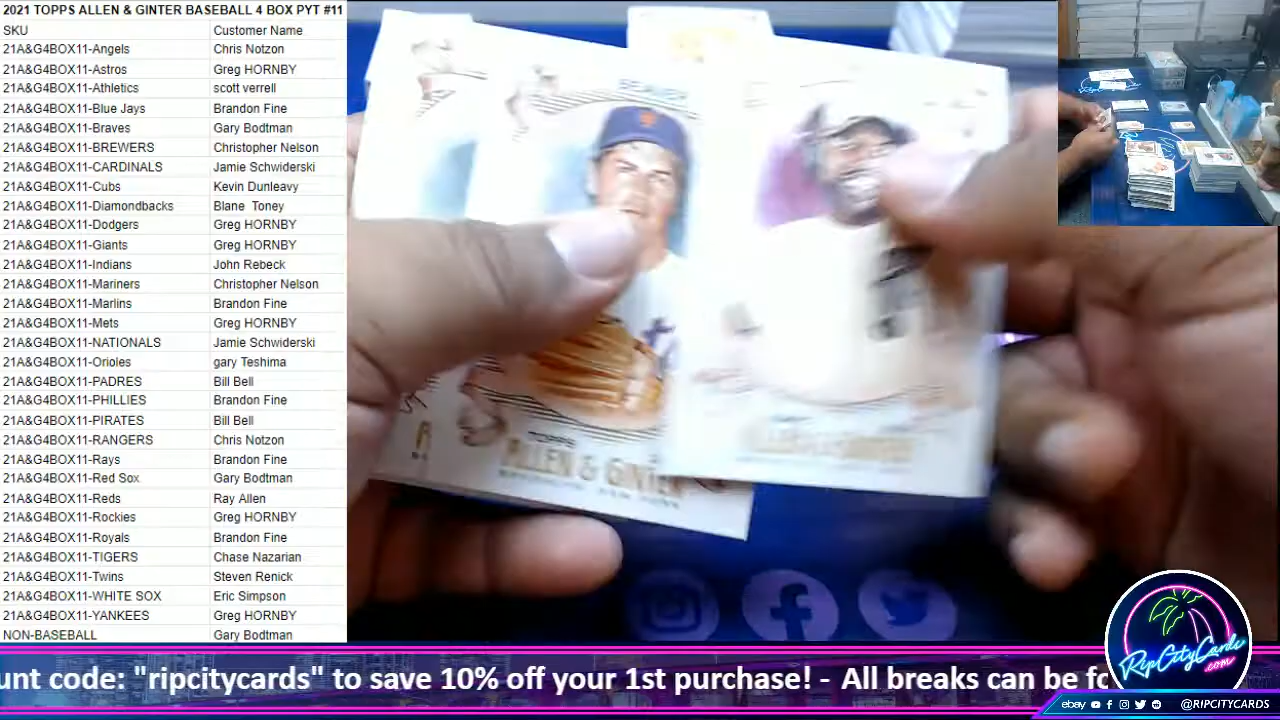 2021 TOPPS ALLEN & GINTER BASEBALL 4 BOX PYT #11
SKU Customer Name
21A&G4BOX11-Angels Chris Notzon
21A&G4BOX11-Astros Greg HORNBY
21A&G4BOX11-Athletics scott verrell
21A&G4BOX11-Blue Jays Brandon Fine
21A&G4BOX11-Braves Gary Bodtman
21A&G4BOX11-BREWERS Christopher Nelson
21A&G4BOX11-CARDINALS Jamie Schwiderski
21A&G4BOX11-Cubs Kevin Dunleavy
21A&G4BOX11-Diamondbacks Blane  Toney
21A&G4BOX11-Dodgers Greg HORNBY
21A&G4BOX11-Giants Greg HORNBY
21A&G4BOX11-Indians John Rebeck
21A&G4BOX11-Mariners Christopher Nelson
21A&G4BOX11-Marlins Brandon Fine
21A&G4BOX11-Mets Greg HORNBY
21A&G4BOX11-NATIONALS Jamie Schwiderski
21A&G4BOX11-Orioles gary Teshima
21A&G4BOX11-PADRES Bill Bell
21A&G4BOX11-PHILLIES Brandon Fine
21A&G4BOX11-PIRATES Bill Bell
21A&G4BOX11-RANGERS Chris Notzon
21A&G4BOX11-Rays Brandon Fine
21A&G4BOX11-Red Sox Gary Bodtman
21A&G4BOX11-Reds Ray Allen
21A&G4BOX11-Rockies Greg HORNBY
21A&G4BOX11-Royals Brandon Fine
21A&G4BOX11-TIGERS Chase Nazarian
21A&G4BOX11-Twins Steven Renick
21A&G4BOX11-WHITE SOX Eric Simpson
21A&G4BOX11-YANKEES Greg HORNBY
NON-BASEBALL Gary Bodtman
TOPPS
ALLEN & GINTER
unt code: "ripcitycards" to save 10% off your 1st purchase! - All breaks can be fo
RipCityCards
.com
ebay @RIPCITYCARDS